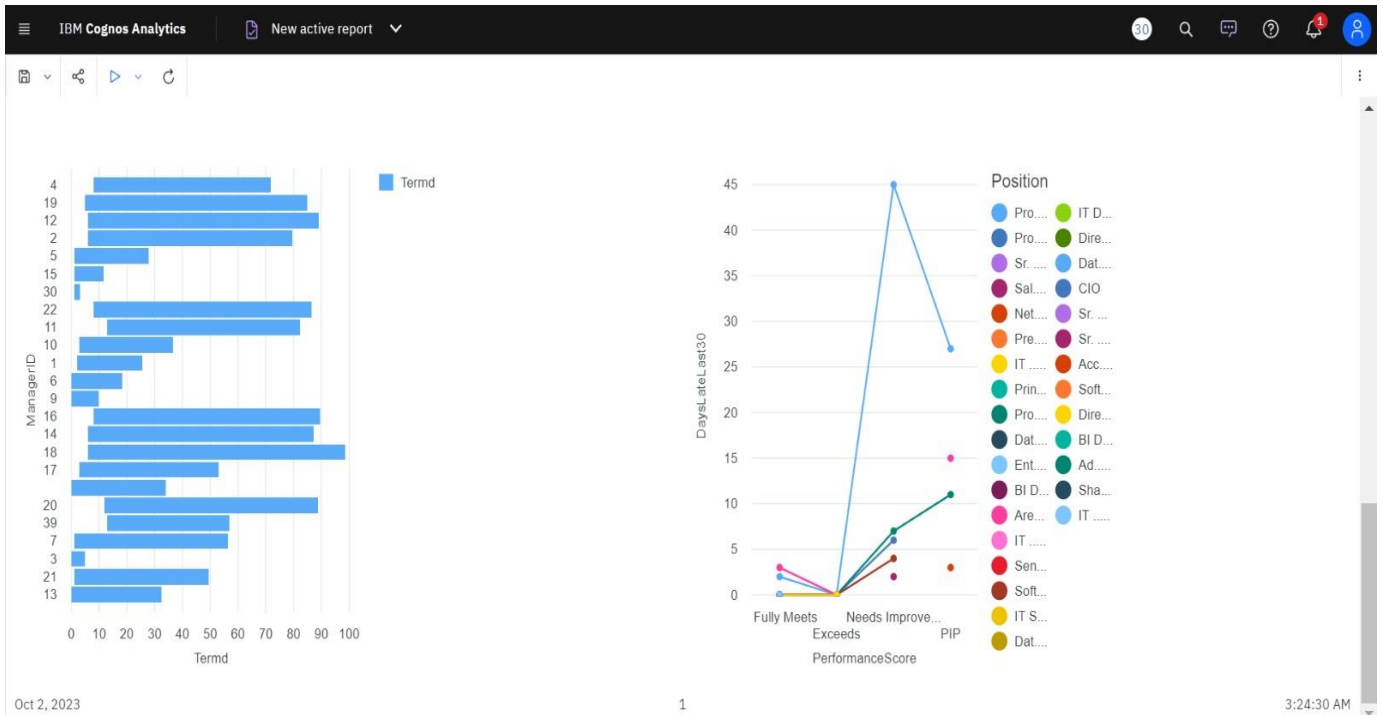 IBM Cognos Analytics
New active report
30
1
4
19
12
2
5
15
30
22
11
10
1
6
9
16
14
18
17
20
39
7
3
21
13
ManagerID
0 10 20 30 40 50 60 70 80 90 100
Termd
Termd
45
40
35
30
25
20
15
10
5
0
DaysLateLast30
Fully Meets
Exceeds
Needs Improve...
PIP
PerformanceScore
Position
Pro.... IT D...
Pro.... Dire...
Sr. .... Dat....
Sal.... CIO
Net.... Sr. ...
Pre.... Sr. ....
IT ..... Acc....
Prin... Soft...
Pro.... Dire...
Dat.... BI D...
Ent.... Ad.....
BI D... Sha...
Are... IT .....
IT .....
Sen...
Soft...
IT S...
Dat....
Oct 2, 2023
1
3:24:30 AM